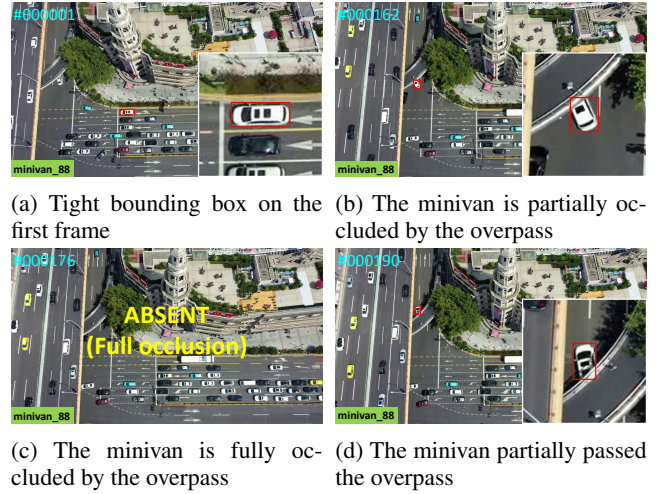 #000001
minivan_88
#000162
minivan_88
(a) Tight bounding box on the
first frame
(b) The minivan is partially oc-
cluded by the overpass
#000176
ABSENT
(Full occlusion)
minivan_88
#000190
minivan_88
(c) The minivan is fully oc-
cluded by the overpass
(d) The minivan partially passed
the overpass